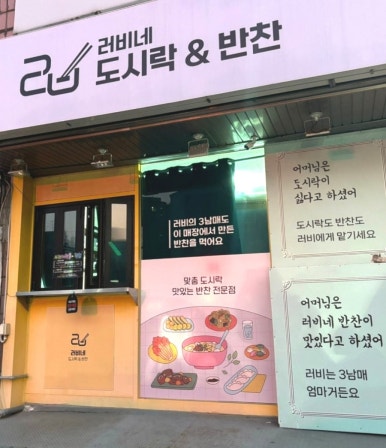 러비네
도시락 & 반찬
러비의 3남매도
이 매장에서 만든
반찬을 먹어요
맞춤 도시락
맛있는 반찬 전문점
러비네
도시락 & 반찬
어머님은
도시락이
싫다고 하셨어
도시락도 반찬도
러비에게 맡기세요
어머님은
러비네 반찬이
맛있다고 하셨어
러비는 3남매
엄마거든요